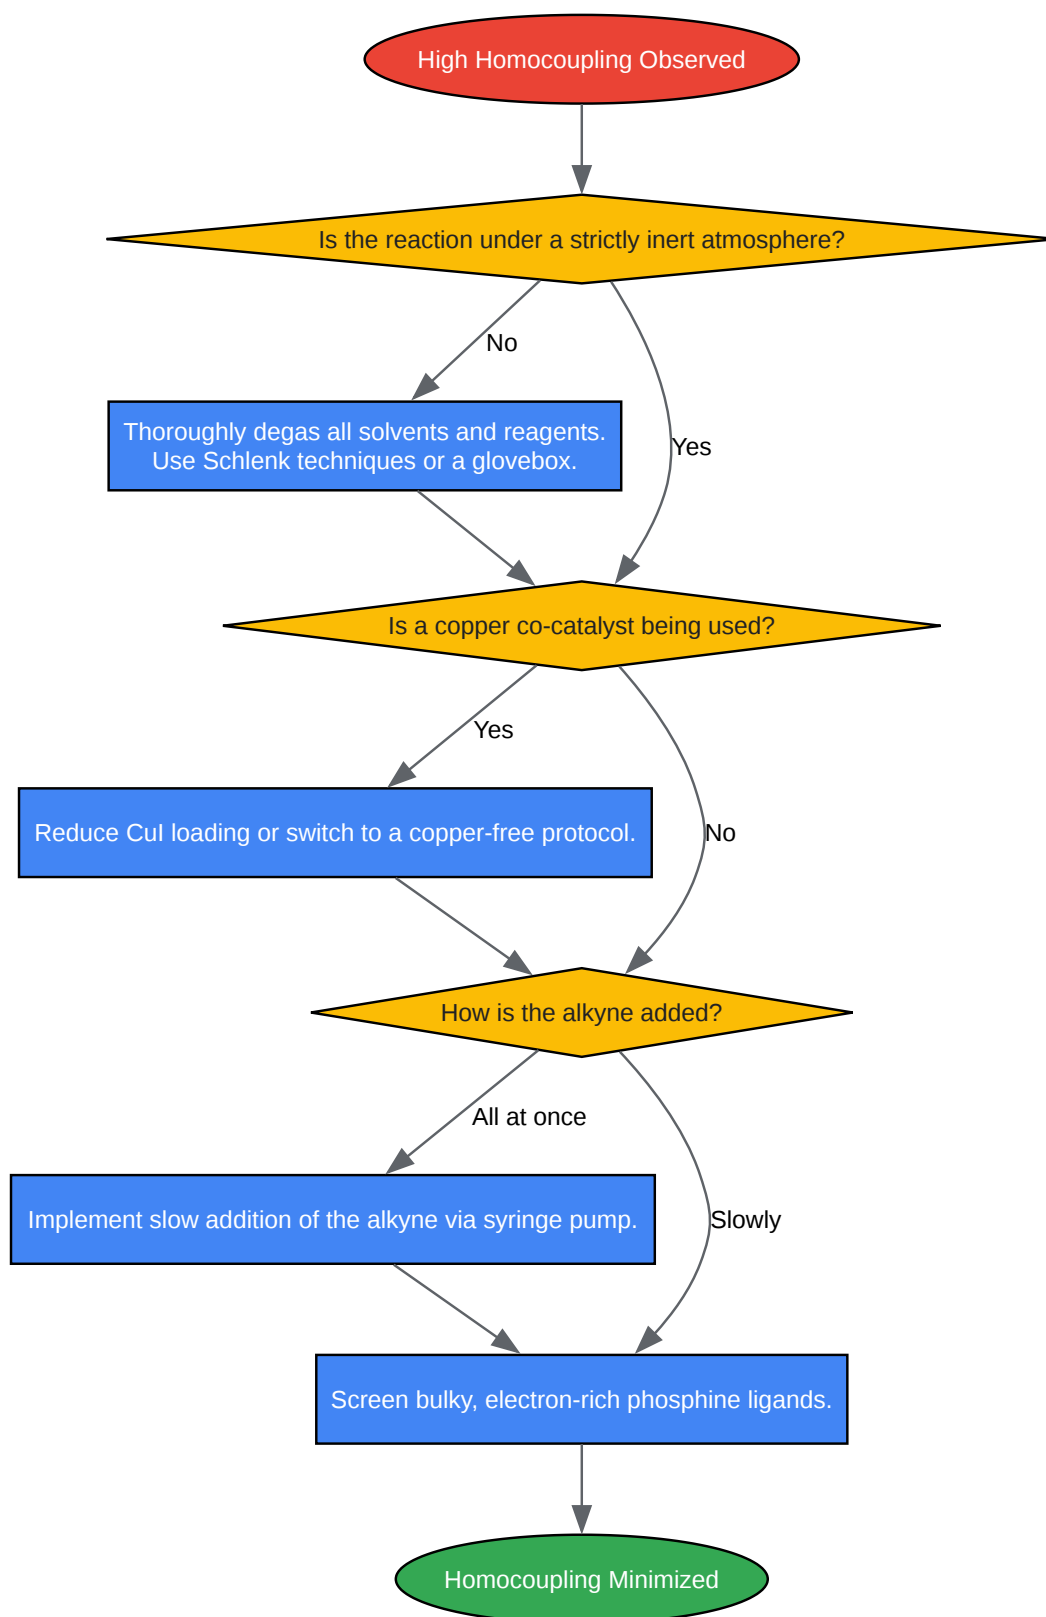 High Homocoupling Observed
Is the reaction under a strictly inert atmosphere?
No
Thoroughly degas all solvents and reagents.
Use Schlenk techniques or a glovebox.
Yes
Is a copper co-catalyst being used?
Yes
Reduce CuI loading or switch to a copper-free protocol.
No
How is the alkyne added?
All at once
Implement slow addition of the alkyne via syringe pump.
Slowly
Screen bulky, electron-rich phosphine ligands.
Homocoupling Minimized